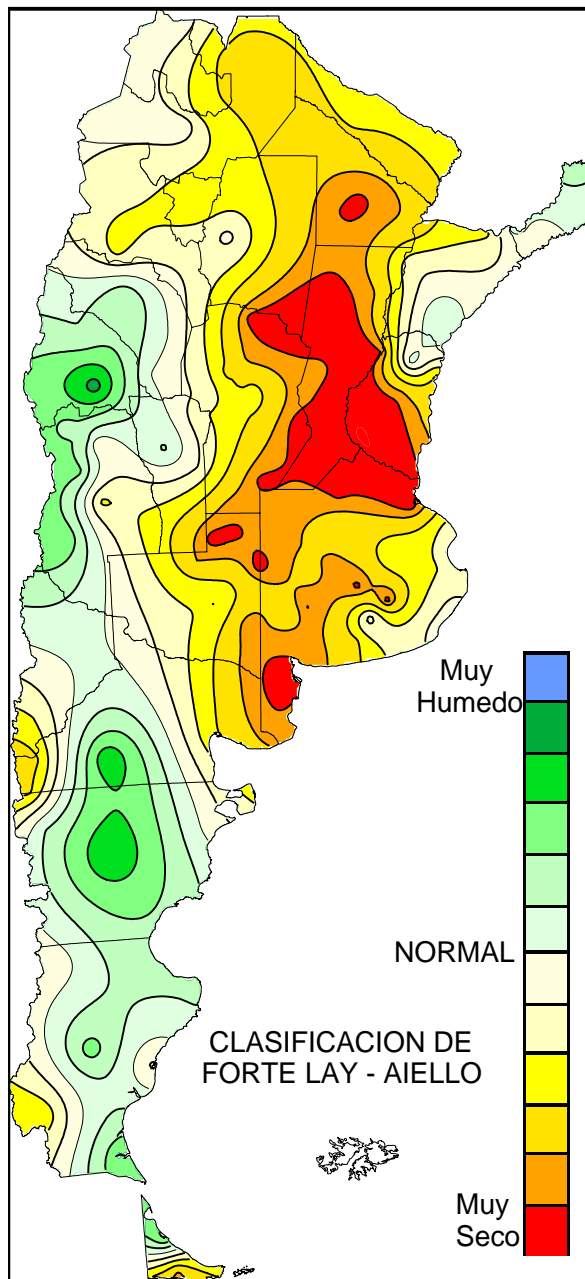 Muy
Humedo
NORMAL
CLASIFICACION DE
FORTE LAY - AIELLO
Muy
Seco